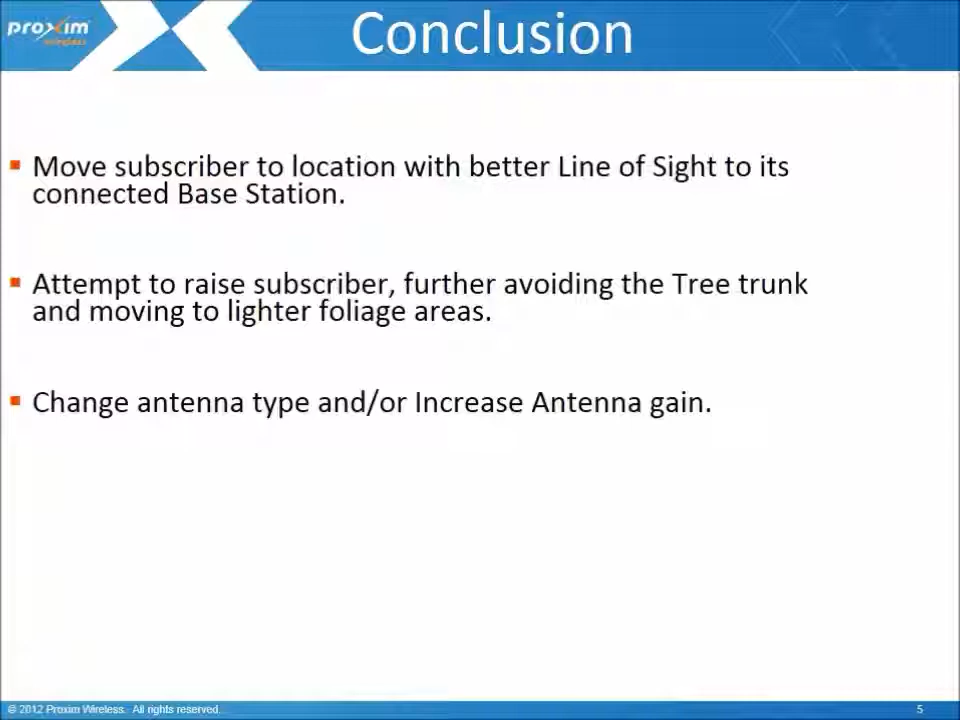 proxim
wireless
Conclusion
Move subscriber to location with better Line of Sight to its
connected Base Station.
Attempt to raise subscriber, further avoiding the Tree trunk
and moving to lighter foliage areas.
Change antenna type and/or Increase Antenna gain.
© 2012 Proxim Wireless. All rights reserved.
5